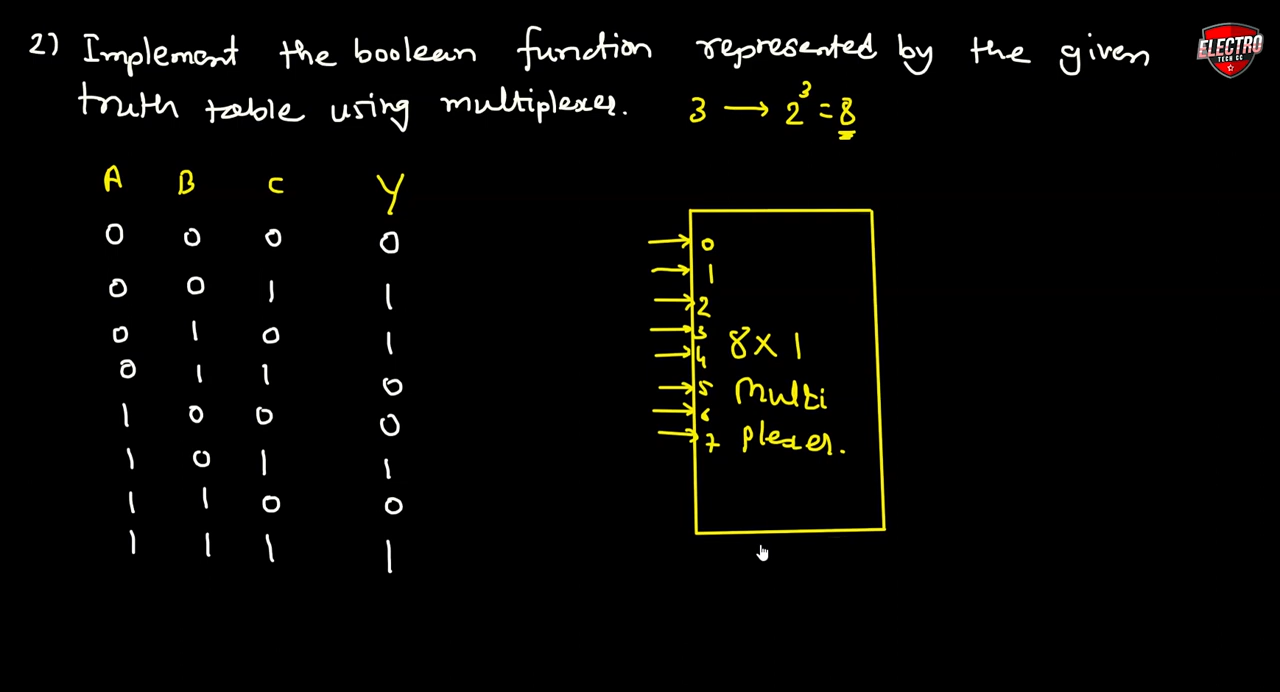 2) Implement the boolean function represented by the given
truth table using multiplexer. 3 → 2³ = 8
ELECTRO
TECH CC
A B C Y
0 0 0 0
0 0 1 1
0 1 0 1
0 1 1 0
1 0 0 0
1 0 1 1
1 1 0 0
1 1 1 1
0
1
2
3
4
5
6
7
8x1
Multi
plexer.